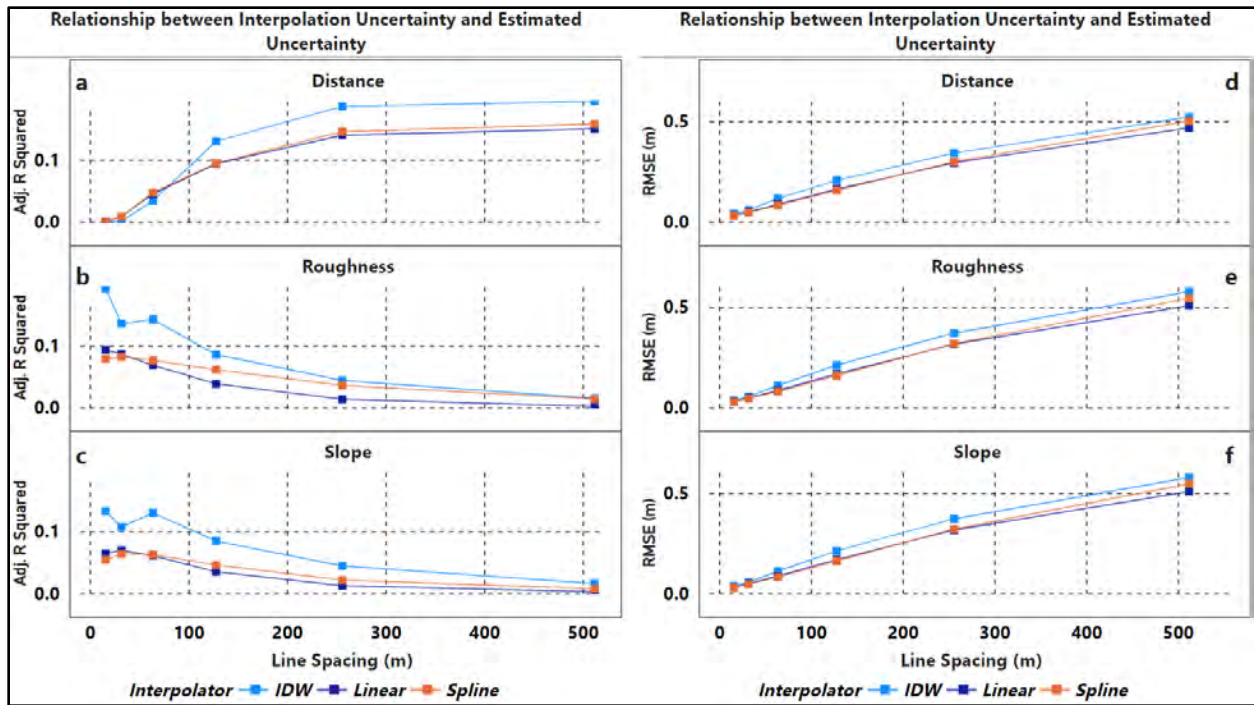 Relationship between Interpolation Uncertainty and Estimated
Uncertainty
a
Distance
Adj. R Squared
0.1
0.0
b
Roughness
Adj. R Squared
0.1
0.0
c
Slope
Adj. R Squared
0.1
0.0
0 100 200 300 400 500
Line Spacing (m)
Interpolator IDW Linear Spline
Relationship between Interpolation Uncertainty and Estimated
Uncertainty
Distance
d
RMSE (m)
0.5
0.0
Roughness
e
RMSE (m)
0.5
0.0
Slope
f
RMSE (m)
0.5
0.0
0 100 200 300 400 500
Line Spacing (m)
Interpolator IDW Linear Spline